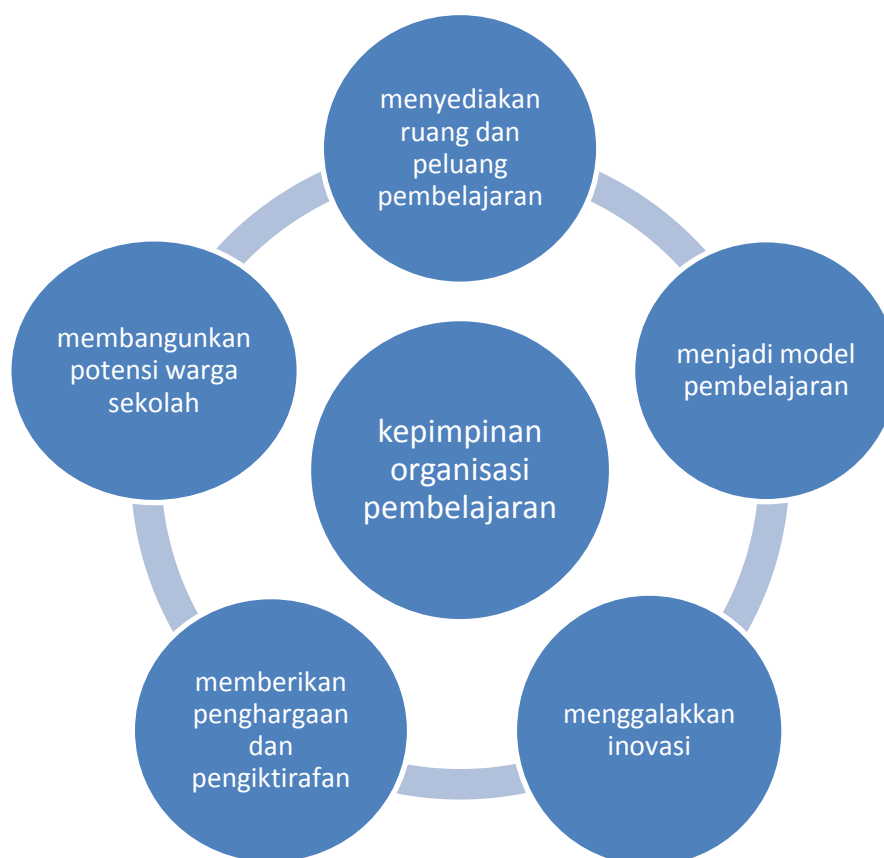 menyediakan
ruang dan
peluang
pembelajaran
menjadi model
pembelajaran
menggalakkan
inovasi
memberikan
penghargaan
dan
pengiktirafan
membangunkan
potensi warga
sekolah
kepimpinan
organisasi
pembelajaran